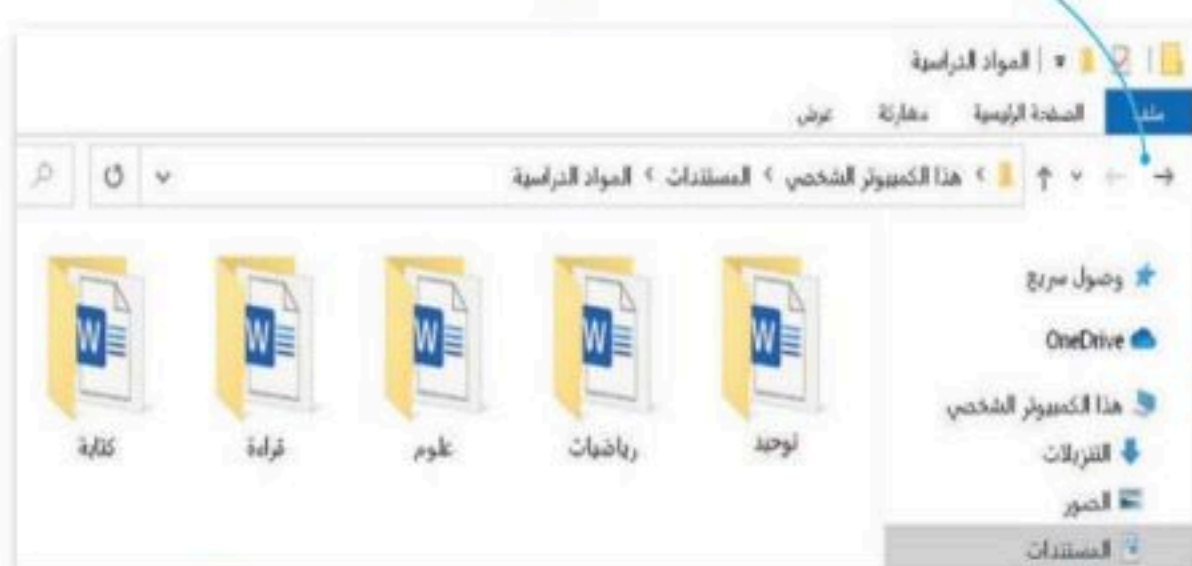 المواد الدراسية
ملف الصفحة الرئيسية مشاركة عرض
هذا الكمبيوتر الشخصي > المستندات > المواد الدراسية
وصول سريع
OneDrive
هذا الكمبيوتر الشخصي
التنزيلات
الصور
المستندات
توحيد رياضيات علوم قراءة كتابة